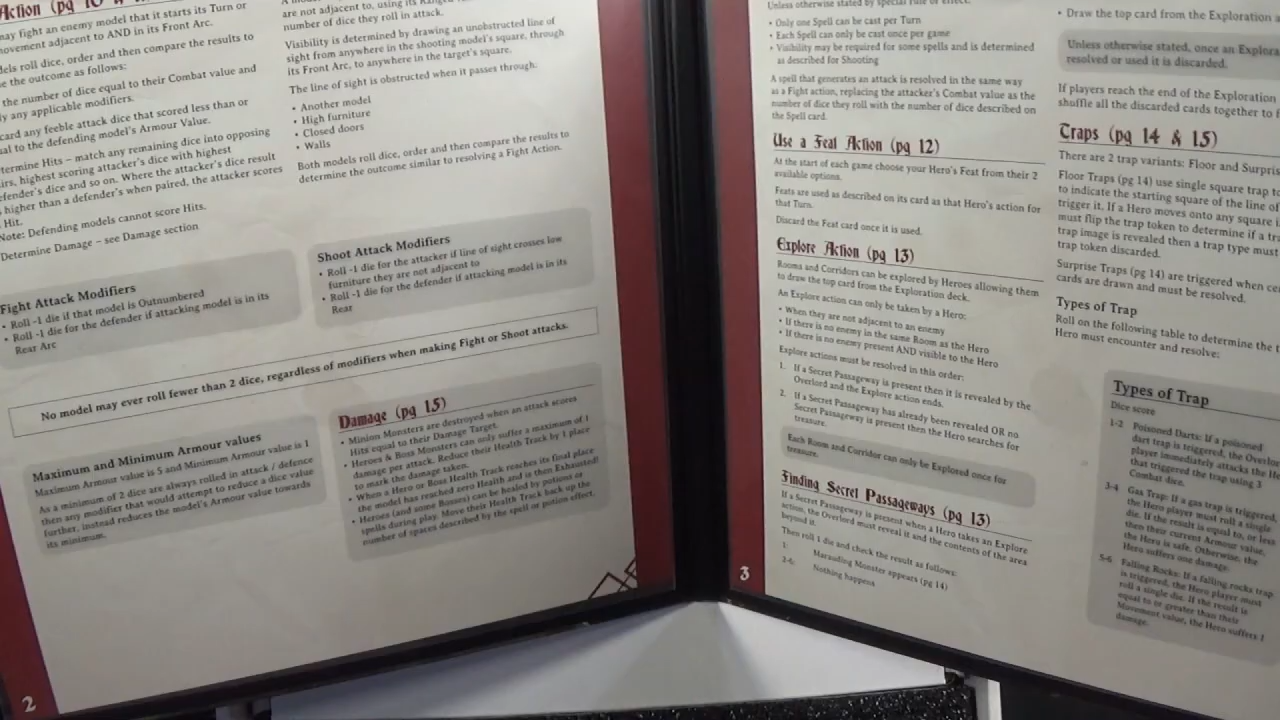 Action (pg 10
may fight an enemy model that it starts its Turn or
movement adjacent to AND in its Front Arc.
dels roll dice, order and then compare the results to
e the outcome as follows:
the number of dice equal to their Combat value and
ly any applicable modifiers.
card any feeble attack dice that scored less than or
ual to the defending model's Armour Value.
termine Hits – match any remaining dice into opposing
irs, highest scoring attacker's dice with highest
efender's dice and so on. Where the attacker's dice result
higher than a defender's when paired, the attacker scores
Hit.
Note: Defending models cannot score Hits.
Determine Damage – see Damage section
Fight Attack Modifiers
• Roll -1 die if that model is Outnumbered
• Roll -1 die for the defender if attacking model is in its
Rear Arc
are not adjacent to, using its Ranged
number of dice they roll in attack.
Visibility is determined by drawing an unobstructed line of
sight from anywhere in the shooting model's square, through
its Front Arc, to anywhere in the target's square.
The line of sight is obstructed when it passes through:
• Another model
• High furniture
• Closed doors
• Walls
Both models roll dice, order and then compare the results to
determine the outcome similar to resolving a Fight Action.
Shoot Attack Modifiers
• Roll -1 die for the attacker if line of sight crosses low
furniture they are not adjacent to
• Roll -1 die for the defender if attacking model is in its
Rear
No model may ever roll fewer than 2 dice, regardless of modifiers when making Fight or Shoot attacks.
Maximum and Minimum Armour values
Maximum Armour value is 5 and Minimum Armour value is 1
As a minimum of 2 dice are always rolled in attack / defence
then any modifier that would attempt to reduce a dice value
further, instead reduces the model's Armour value towards
its minimum.
Damage (pg 15)
• Minion Monsters are destroyed when an attack scores
Hits equal to their Damage Target.
• Heroes & Boss Monsters can only suffer a maximum of 1
damage per attack. Reduce their Health Track by 1 place
to mark the damage taken.
• When a Hero or Boss Health Track reaches its final place
the model has reached zero Health and is then Exhausted!
• Heroes (and some Bosses) can be healed by potions or
spells during play. Move their Health Track back up the
number of spaces described by the spell or potion effect.
2
Unless otherwise stated by special rule or effect:
• Only one Spell can be cast per Turn
• Each Spell can only be cast once per game
• Visibility may be required for some spells and is determined
as described for Shooting
A spell that generates an attack is resolved in the same way
as a Fight action, replacing the attacker's Combat value as the
number of dice they roll with the number of dice described on
the Spell card.
Use a Feat Action (pg 12)
At the start of each game choose your Hero's Feat from their 2
available options.
Feats are used as described on its card as that Hero's action for
that Turn.
Discard the Feat card once it is used.
Explore Action (pg 13)
Rooms and Corridors can be explored by Heroes allowing them
to draw the top card from the Exploration deck.
An Explore action can only be taken by a Hero:
• When they are not adjacent to an enemy
• If there is no enemy in the same Room as the Hero
• If there is no enemy present AND visible to the Hero
Explore actions must be resolved in this order:
1. If a Secret Passageway is present then it is revealed by the
Overlord and the Explore action ends.
2. If a Secret Passageway has already been revealed OR no
Secret Passageway is present then the Hero searches for
treasure.
Each Room and Corridor can only be Explored once for
treasure.
Finding Secret Passageways (pg 13)
If a Secret Passageway is present when a Hero takes an Explore
action, the Overlord must reveal it and the contents of the area
beyond it.
Then roll 1 die and check the result as follows:
1: Marauding Monster appears (pg 14)
2-6: Nothing happens
3
• Draw the top card from the Exploration
Unless otherwise stated, once an Explora
resolved or used it is discarded.
If players reach the end of the Exploration
shuffle all the discarded cards together to f
Traps (pg 14 & 15)
There are 2 trap variants: Floor and Surpris
Floor Traps (pg 14) use single square trap to
to indicate the starting square of the line of
trigger it. If a Hero moves onto any square i
must flip the trap token to determine if a tra
trap image is revealed then a trap type must
trap token discarded.
Surprise Traps (pg 14) are triggered when ce
cards are drawn and must be resolved.
Types of Trap
Roll on the following table to determine the t
Hero must encounter and resolve:
Types of Trap
Dice score
1-2 Poisoned Darts: If a poisoned
dart trap is triggered, the Overlo
player immediately attacks the He
that triggered the trap using 3
Combat dice.
3-4 Gas Trap: If a gas trap is triggered,
the Hero player must roll a single
die. If the result is equal to, or less
then their current Armour value,
the Hero is safe. Otherwise, the
Hero suffers one damage.
5-6 Falling Rocks: If a falling rocks trap
is triggered, the Hero player must
roll a single die. If the result is
equal to or greater than their
Movement value, the Hero suffers 1
damage.